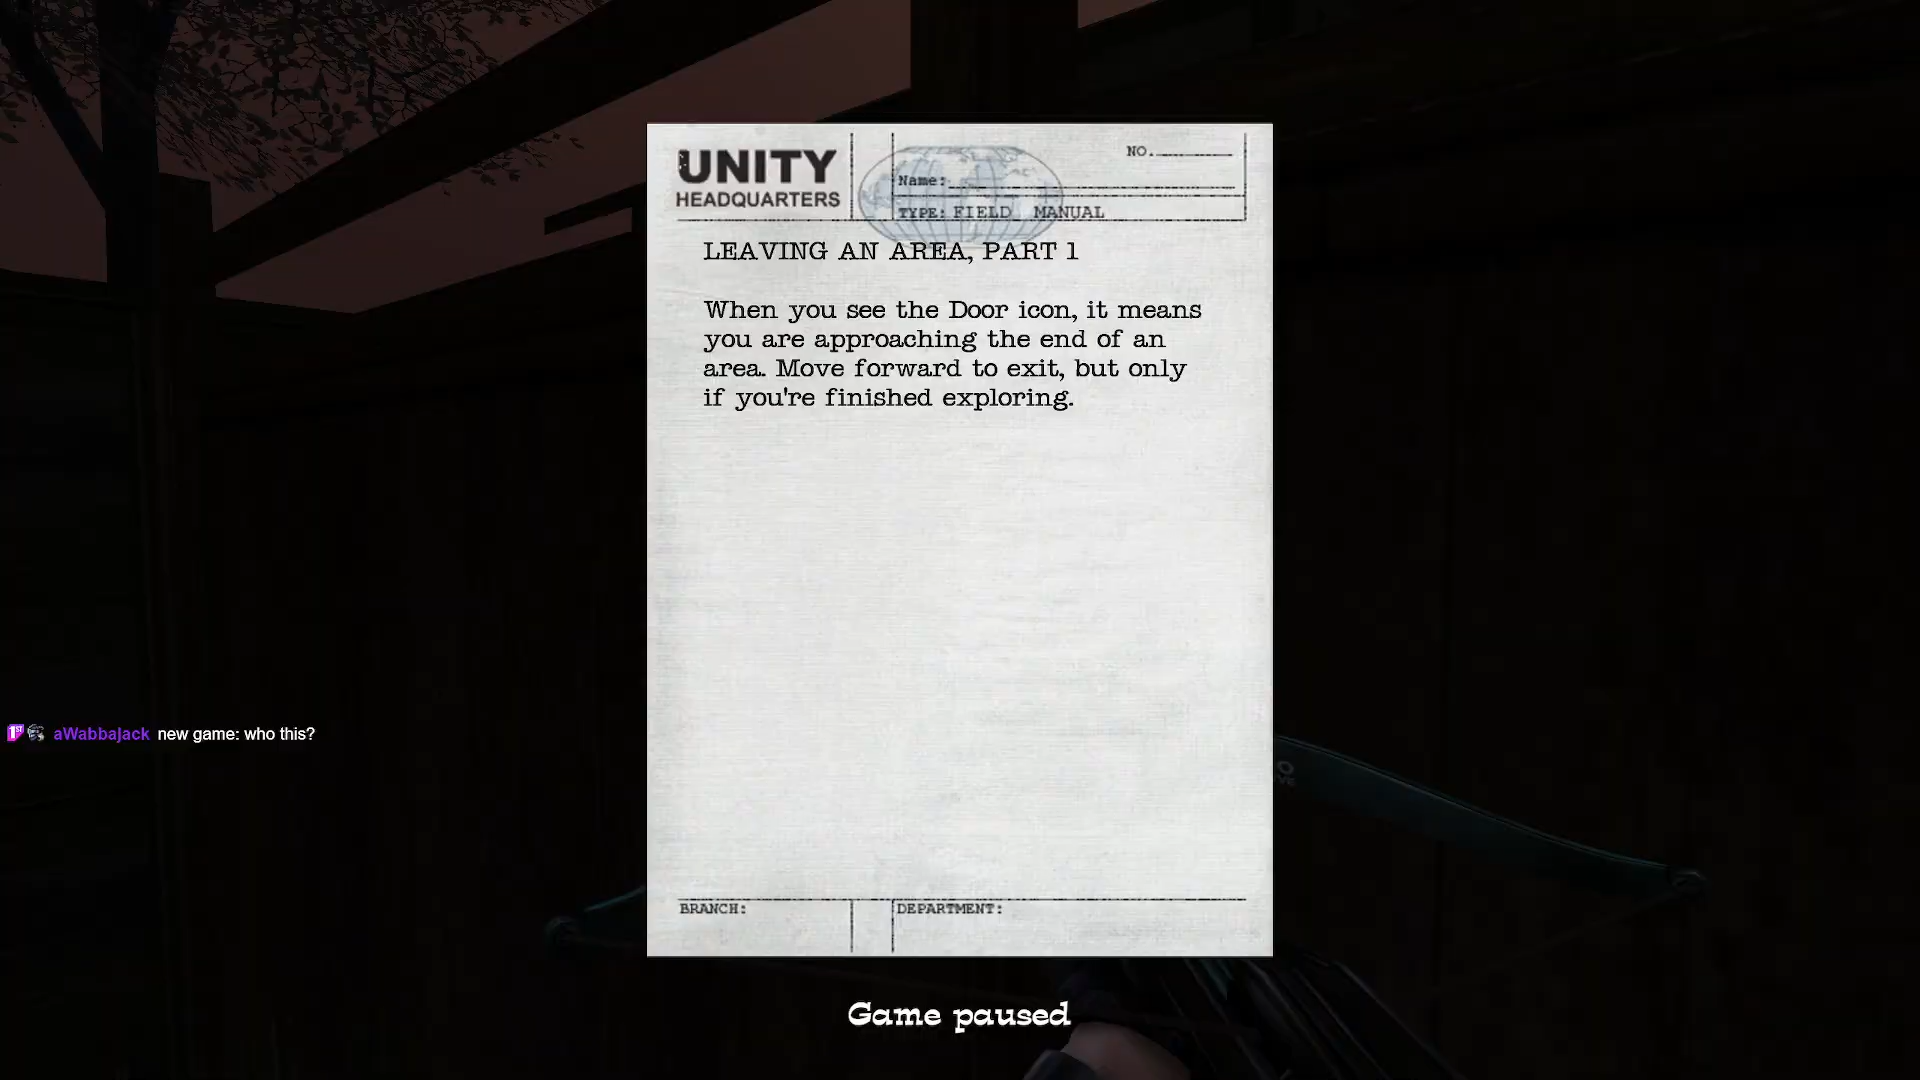 UNITY
HEADQUARTERS
NO.
Name:
TYPE: FIELD MANUAL
LEAVING AN AREA, PART 1
When you see the Door icon, it means
you are approaching the end of an
area. Move forward to exit, but only
if you're finished exploring.
1ST aWabbajack new game: who this?
BRANCH:
DEPARTMENT:
Game paused